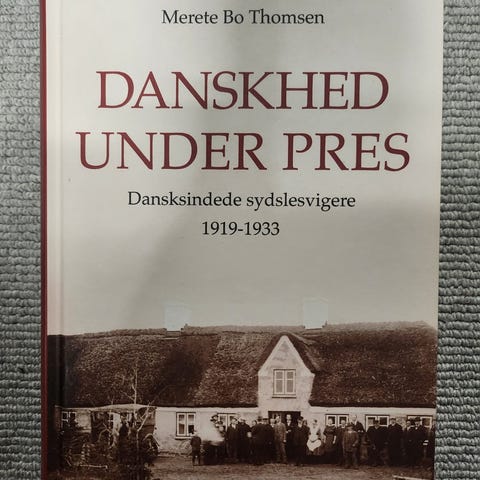 Merete Bo Thomsen
DANSKHED
UNDER PRES
Dansksindede sydslesvigere
1919-1933